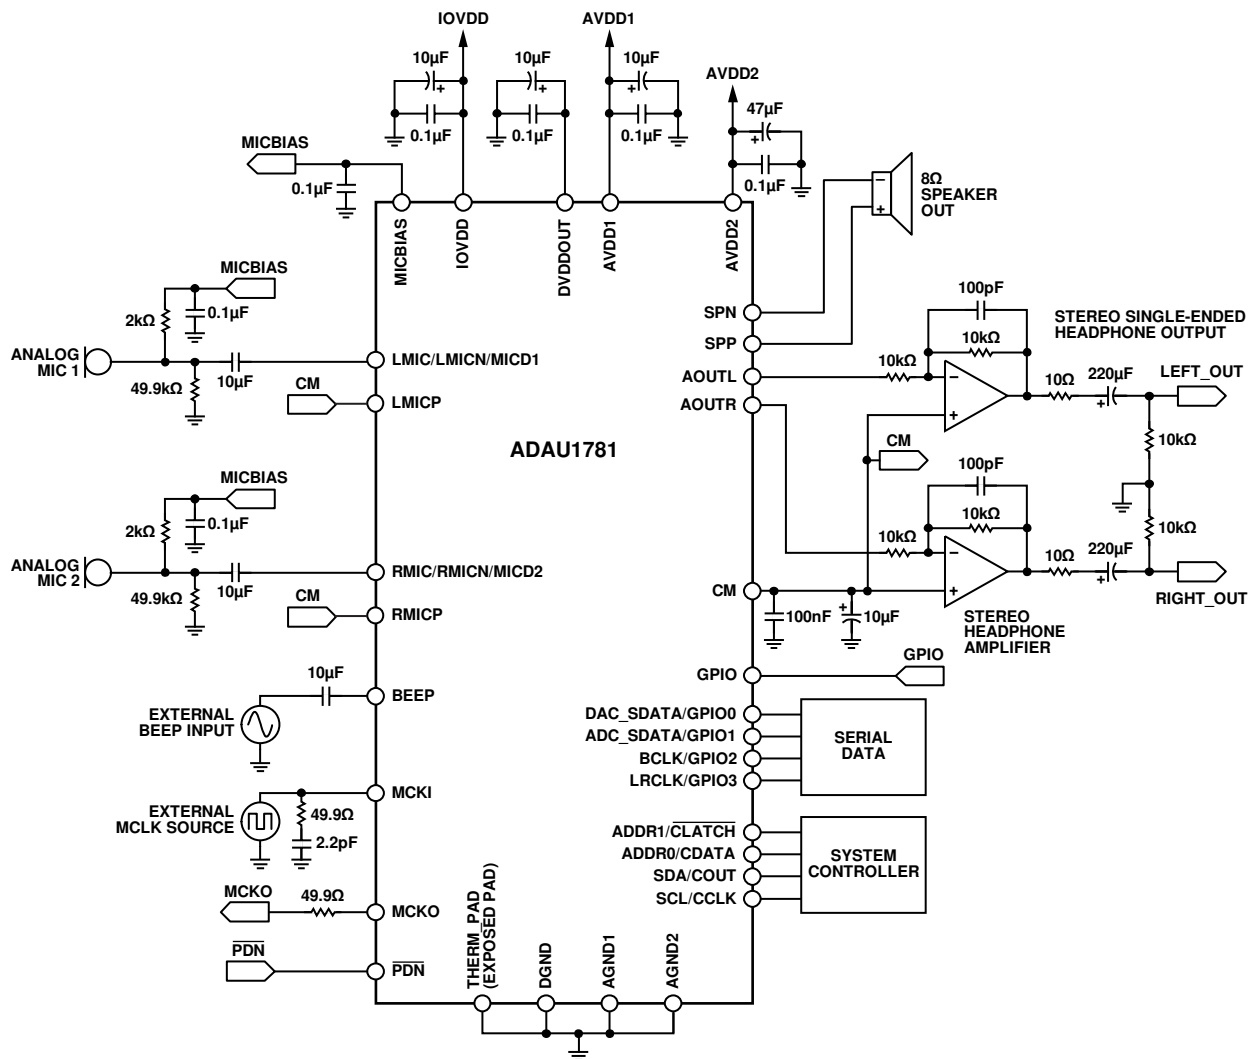 IOVDD
AVDD1
10µF
10µF
10µF
AVDD2
47µF
0.1µF
0.1µF
0.1µF
MICBIAS
0.1µF
0.1µF
8Ω
SPEAKER
OUT
−
+
MICBIAS
IOVDD
DVDDOUT
AVDD1
AVDD2
MICBIAS
0.1µF
2kΩ
ANALOG
MIC 1
49.9kΩ
10µF
LMIC/LMICN/MICD1
CM
LMICP
SPN
SPP
AOUTL
AOUTR
100pF
10kΩ
10kΩ
STEREO SINGLE-ENDED
HEADPHONE OUTPUT
10Ω
220µF
+
LEFT_OUT
−
+
10kΩ
CM
ADAU1781
MICBIAS
0.1µF
2kΩ
ANALOG
MIC 2
49.9kΩ
10µF
RMIC/RMICN/MICD2
CM
RMICP
100pF
10kΩ
10kΩ
10kΩ
10Ω
220µF
+
RIGHT_OUT
−
+
CM
100nF
+
10µF
STEREO
HEADPHONE
AMPLIFIER
10µF
BEEP
EXTERNAL
BEEP INPUT
GPIO
GPIO
DAC_SDATA/GPIO0
ADC_SDATA/GPIO1
BCLK/GPIO2
LRCLK/GPIO3
SERIAL
DATA
MCKI
EXTERNAL
MCLK SOURCE
49.9Ω
2.2pF
ADDR1/CLATCH
ADDR0/CDATA
SDA/COUT
SCL/CCLK
SYSTEM
CONTROLLER
MCKO
49.9Ω
MCKO
PDN
PDN
THERM_PAD
(EXPOSED PAD)
DGND
AGND1
AGND2